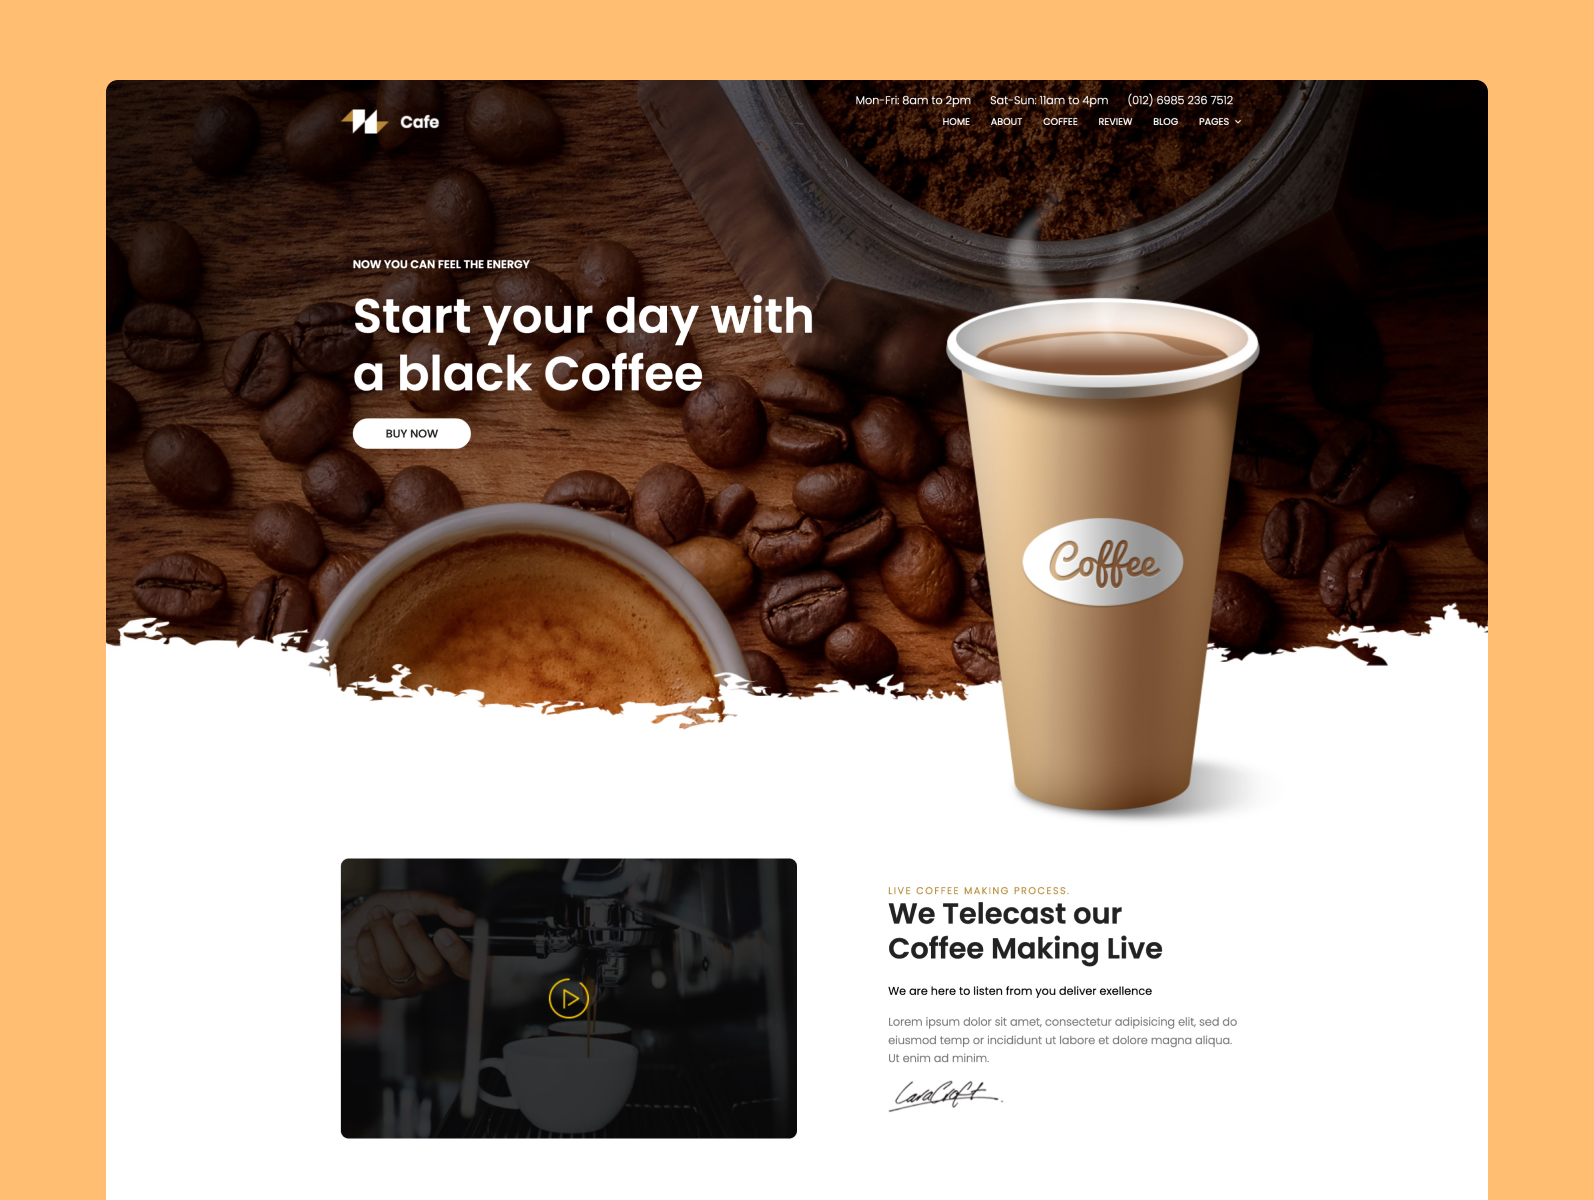 Cafe
Mon-Fri: 8am to 2pm Sat-Sun: 11am to 4pm (012) 6985 236 7512
HOME ABOUT COFFEE REVIEW BLOG PAGES
NOW YOU CAN FEEL THE ENERGY
Start your day with
a black Coffee
BUY NOW
Coffee
LIVE COFFEE MAKING PROCESS.
We Telecast our
Coffee Making Live
We are here to listen from you deliver exellence
Lorem ipsum dolor sit amet, consectetur adipisicing elit, sed do
eiusmod temp or incididunt ut labore et dolore magna aliqua.
Ut enim ad minim.
LaraCroft.